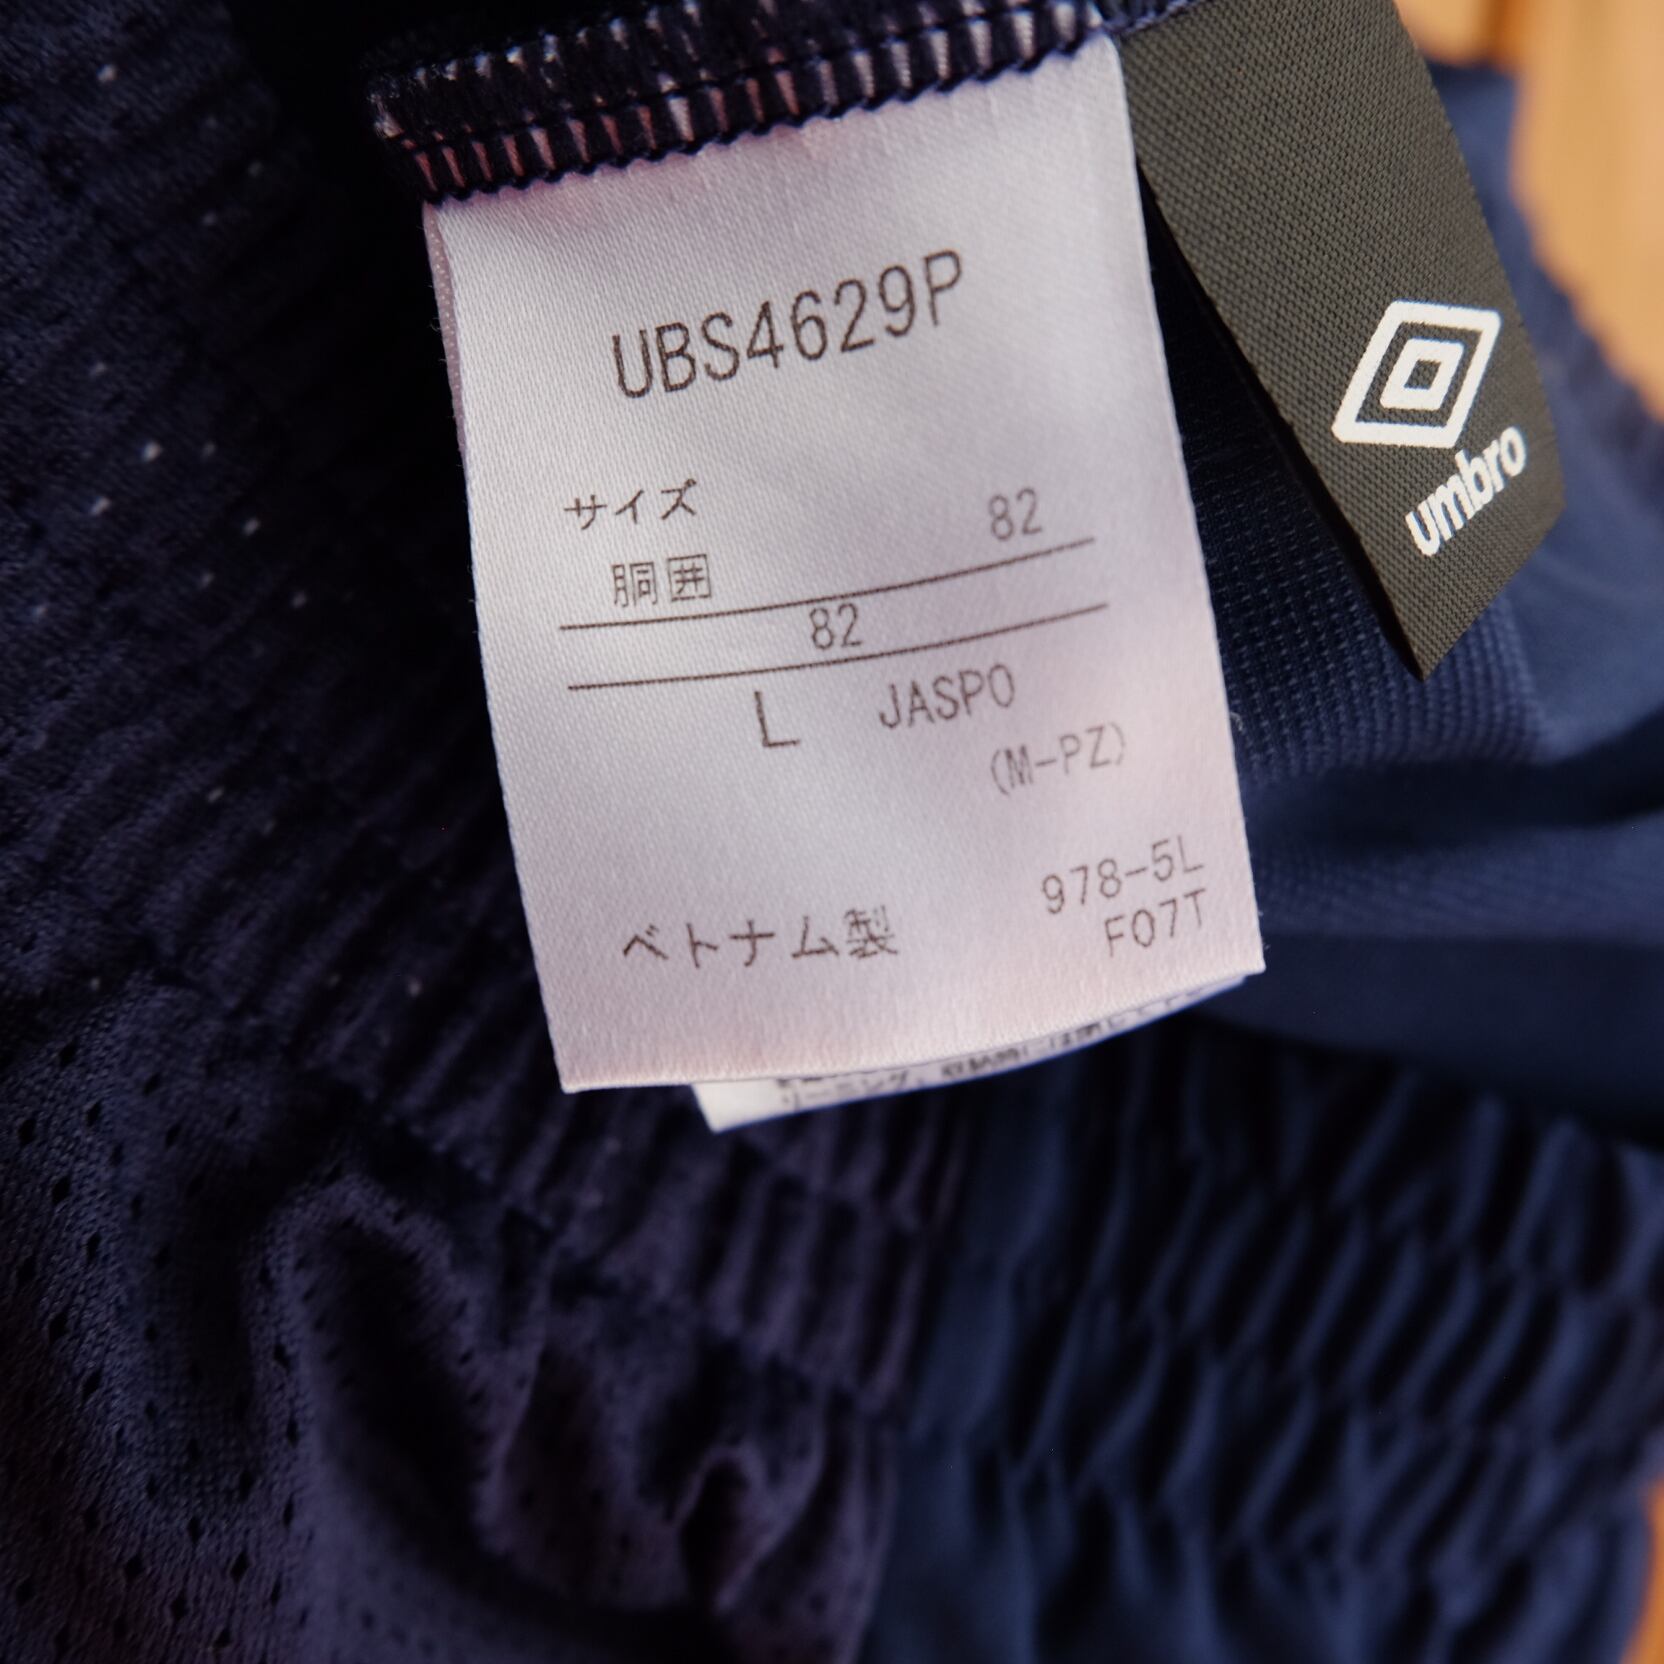 UBS4629P
サイズ
胴囲 82
82
L JASPO
(M-PZ)
978-5L
ベトナム製 F07T
umbro